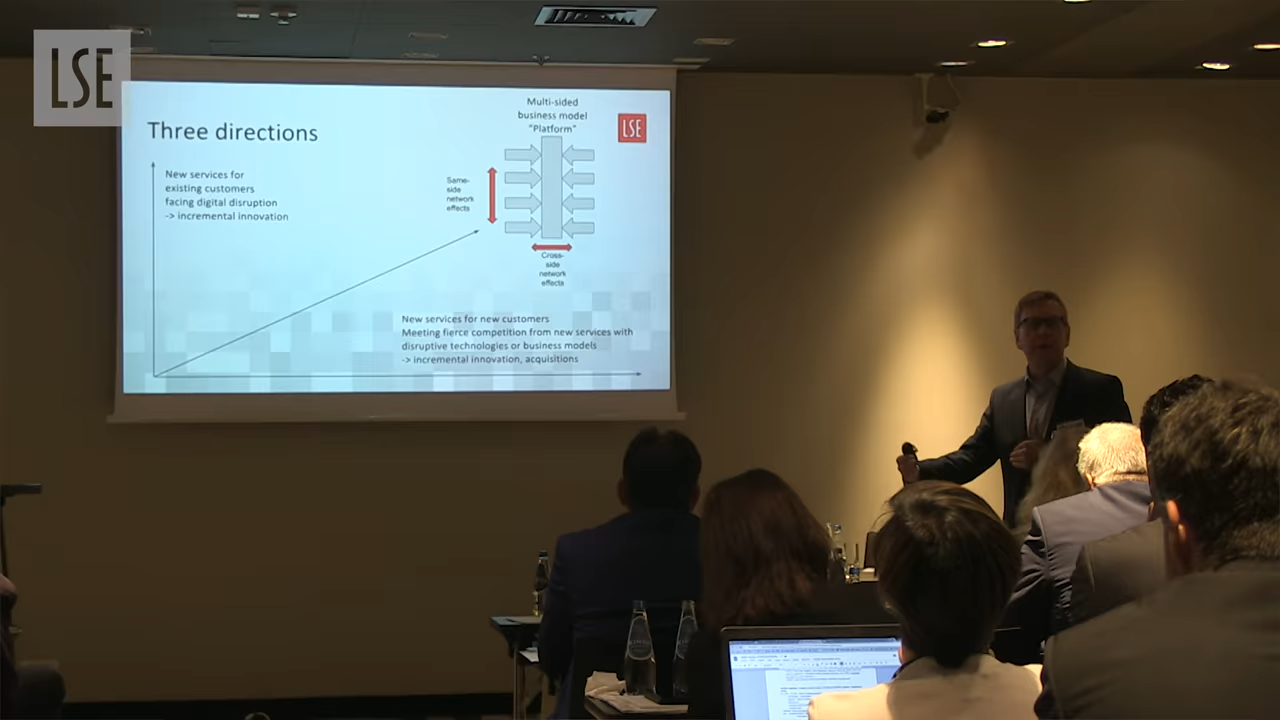 LSE
Three directions
Multi-sided
business model
"Platform"
LSE
New services for
existing customers
facing digital disruption
-> incremental innovation
Same-
side
network
effects
Cross-
side
network
effects
New services for new customers
Meeting fierce competition from new services with
disruptive technologies or business models
-> incremental innovation, acquisitions